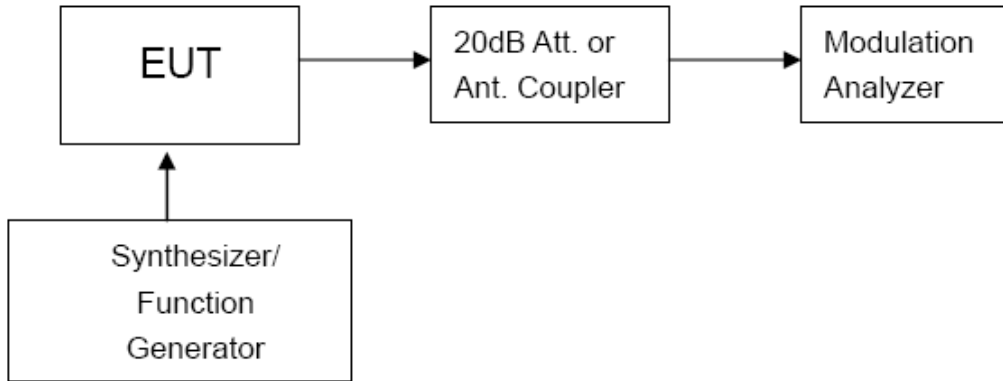 EUT
20dB Att. or
Ant. Coupler
Modulation
Analyzer
Synthesizer/
Function
Generator